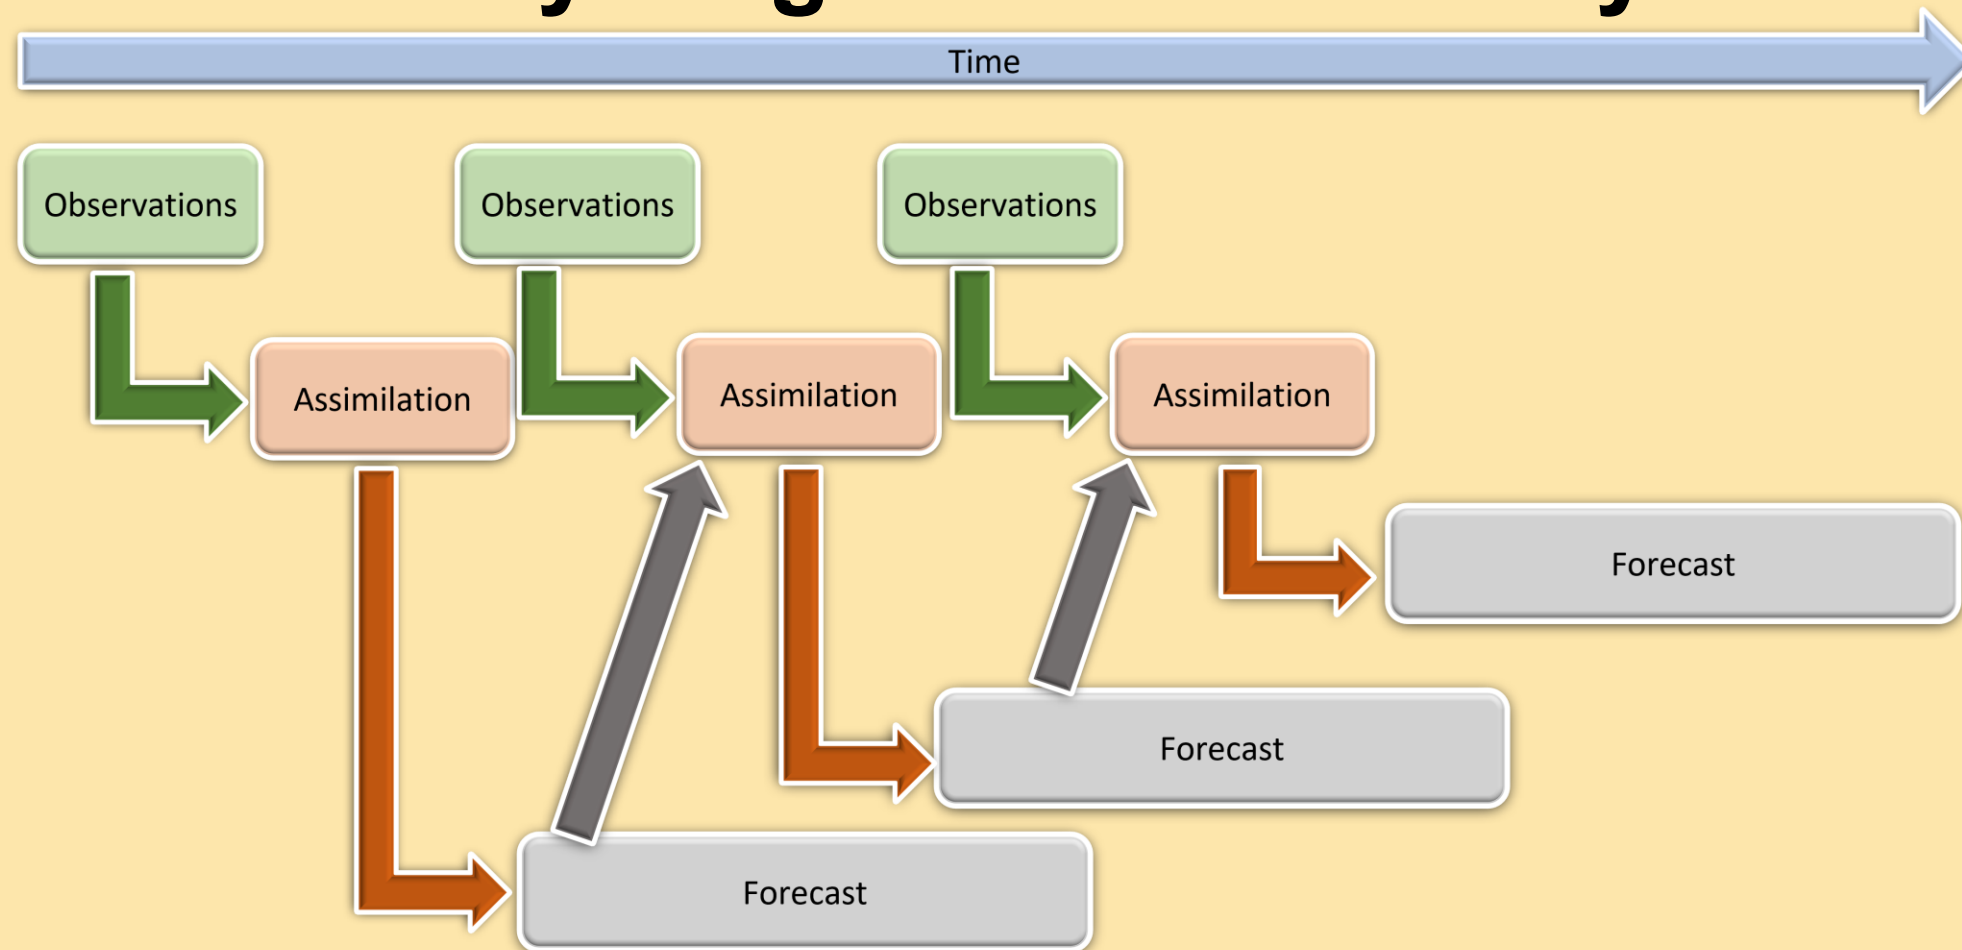 Time
Observations
Observations
Observations
Assimilation
Assimilation
Assimilation
Forecast
Forecast
Forecast